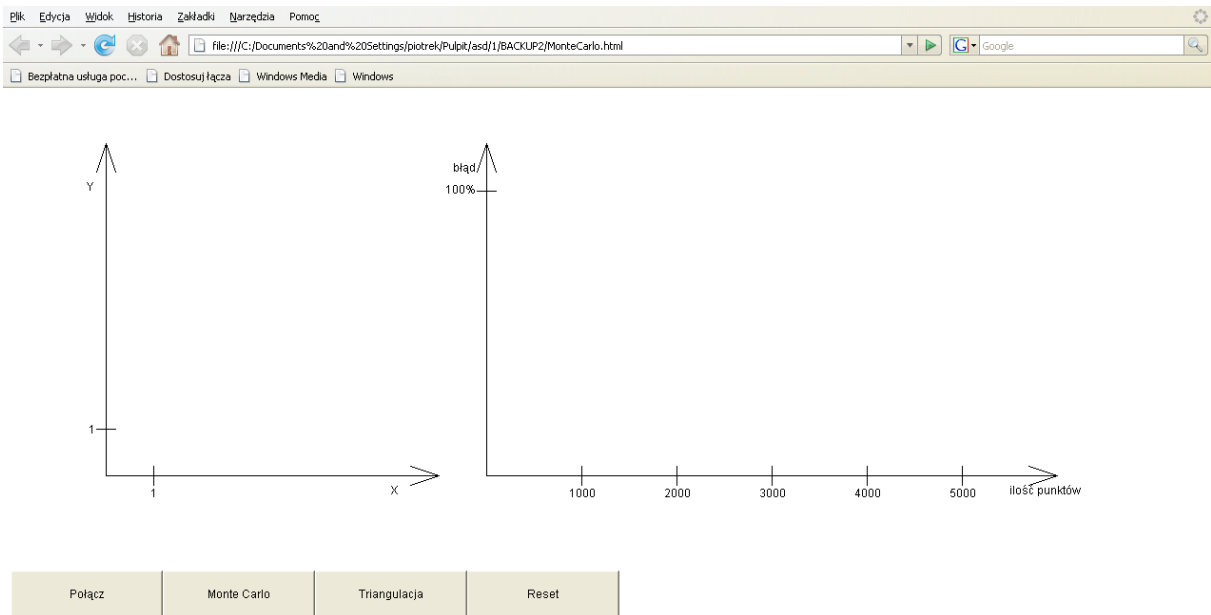 Plik Edycja Widok Historia Zakładki Narzędzia Pomoc
file:///C:/Documents%20and%20Settings/piotrek/Pulpit/asd/1/BACKUP2/MonteCarlo.html G Google
Bezpłatna usługa poc... Dostosuj łącza Windows Media Windows
błąd
Y 100%
1
1 X 1000 2000 3000 4000 5000 ilość punktów
Połącz Monte Carlo Triangulacja Reset